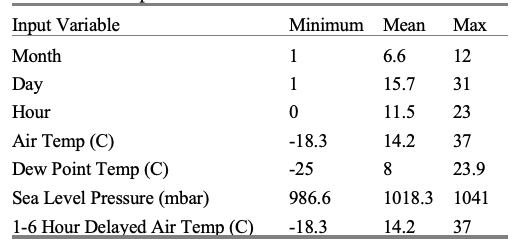 Input Variable Minimum Mean Max
Month 1 6.6 12
Day 1 15.7 31
Hour 0 11.5 23
Air Temp (C) -18.3 14.2 37
Dew Point Temp (C) -25 8 23.9
Sea Level Pressure (mbar) 986.6 1018.3 1041
1-6 Hour Delayed Air Temp (C) -18.3 14.2 37